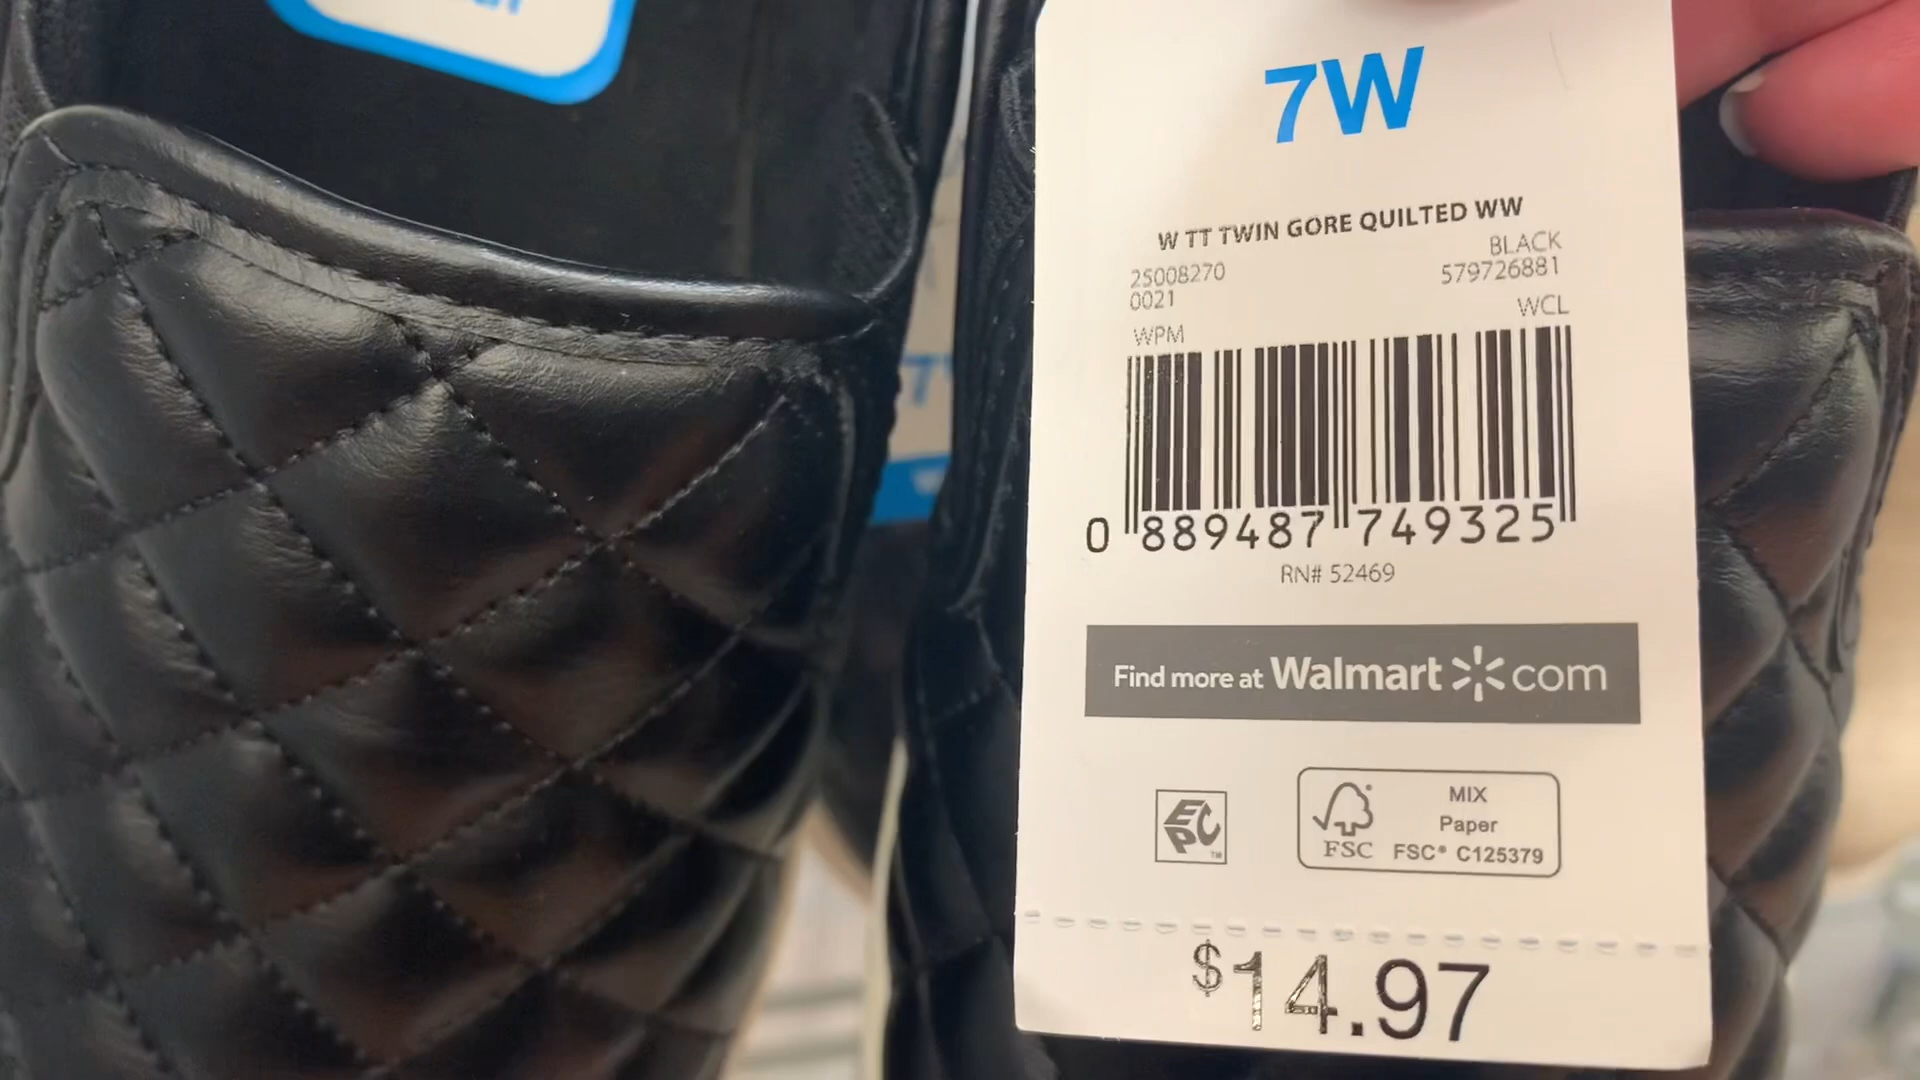 7W
W TT TWIN GORE QUILTED WW
BLACK
25008270
579726881
0021
WCL
WPM
0 889487 749325
RN# 52469
Find more at Walmart com
EPC™
MIX
Paper
FSC FSC® C125379
$14.97